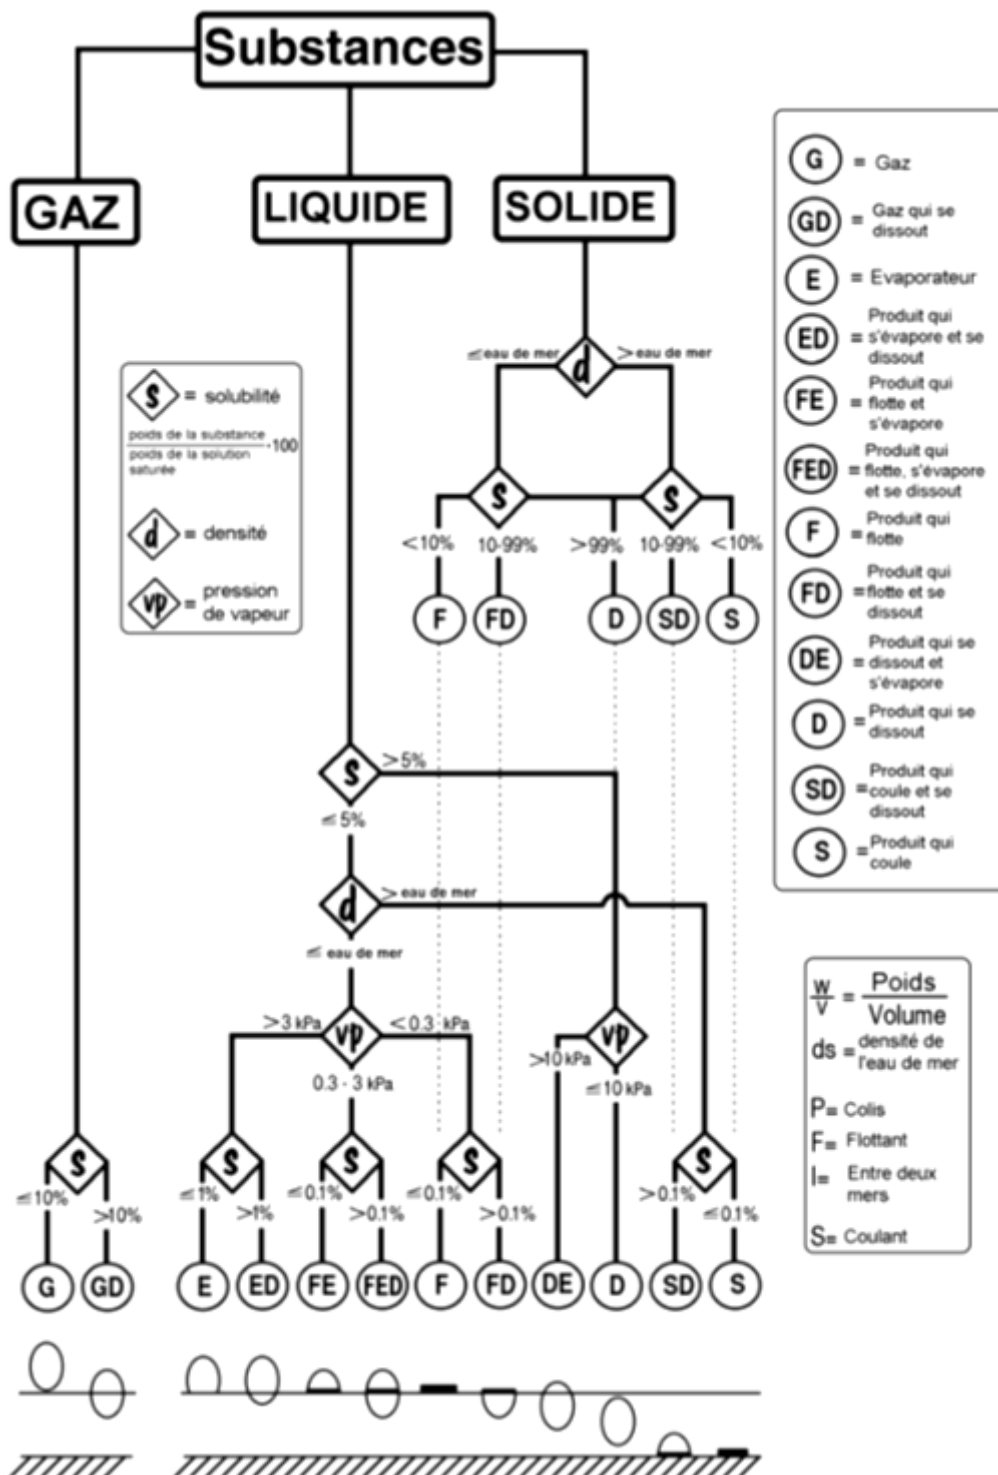 Substances
GAZ
LIQUIDE
SOLIDE
≤eau de mer
d
>eau de mer
S
S
<10%
10-99%
>99%
10-99%
<10%
F
FD
D
SD
S
S = solubilité
poids de la substance
poids de la solution
saturée
·100
d = densité
vp = pression
de vapeur
S
>5%
≤5%
d
>eau de mer
≤ eau de mer
>3 kPa
vp
<0.3 kPa
0.3 - 3 kPa
vp
>10 kPa
≤10 kPa
S
≤10%
>10%
S
≤1%
>1%
S
≤0.1%
>0.1%
S
≤0.1%
>0.1%
S
>0.1%
≤0.1%
G
GD
E
ED
FE
FED
F
FD
DE
D
SD
S
G = Gaz
GD = Gaz qui se
dissout
E = Evaporateur
ED = Produit qui
s'évapore et se
dissout
FE = Produit qui
flotte et
s'évapore
FED = Produit qui
flotte, s'évapore
et se dissout
F = Produit qui
flotte
FD = Produit qui
flotte et se
dissout
DE = Produit qui se
dissout et
s'évapore
D = Produit qui se
dissout
SD = Produit qui
coule et se
dissout
S = Produit qui
coule
W
V
= Poids
Volume
ds = densité de
l'eau de mer
P= Colis
F= Flottant
I= Entre deux
mers
S= Coulant